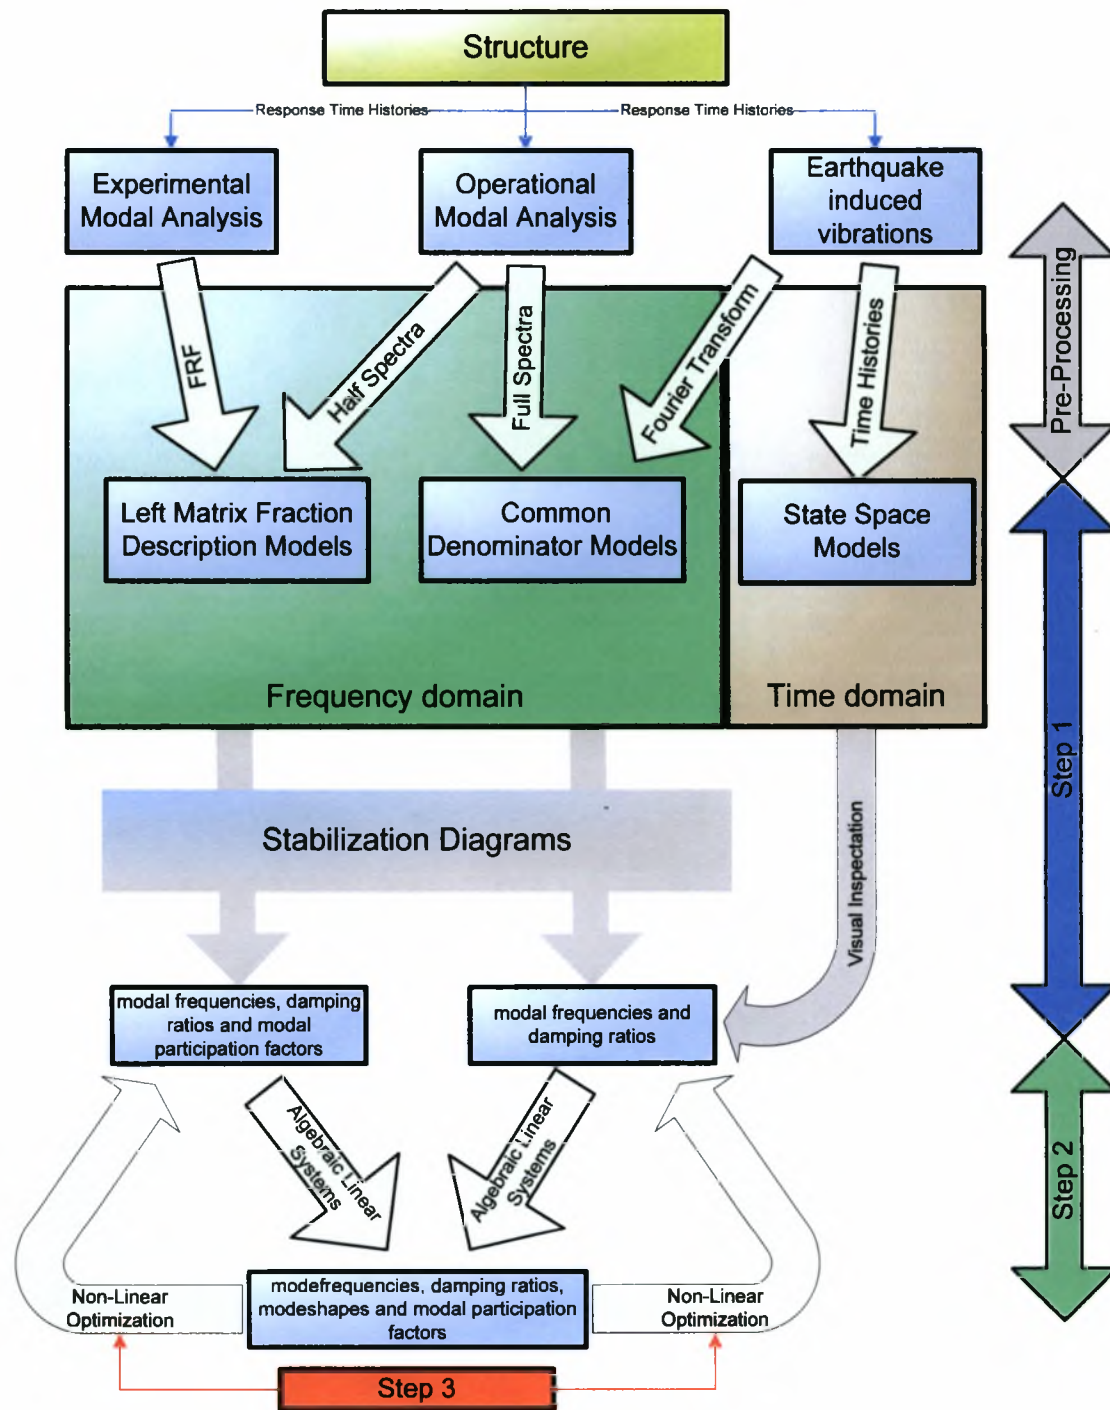 Structure
Response Time Histories
Response Time Histories
Experimental
Modal Analysis
Operational
Modal Analysis
Earthquake
induced
vibrations
Pre-Processing
FRF
Half Spectra
Full Spectra
Fourier Transform
Time Histories
Left Matrix Fraction
Description Models
Common
Denominator Models
State Space
Models
Frequency domain
Time domain
Step 1
Stabilization Diagrams
Visual Inspectation
modal frequencies, damping
ratios and modal
participation factors
modal frequencies and
damping ratios
Algebraic Linear
Systems
Algebraic Linear
Systems
Step 2
modefrequencies, damping ratios,
modeshapes and modal participation
factors
Non-Linear
Optimization
Non-Linear
Optimization
Step 3